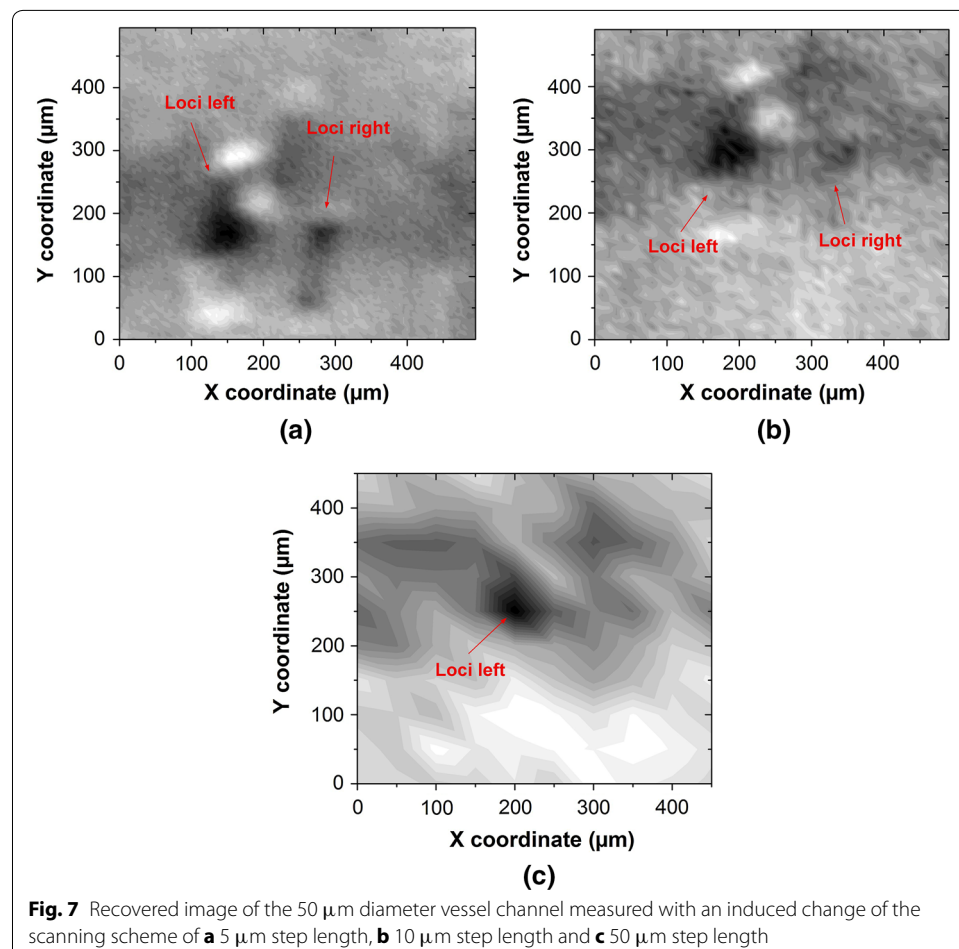 Loci left
Loci right
Y coordinate (µm)
400
300
200
100
0
0 100 200 300 400
X coordinate (µm)
(a)
Loci left
Loci right
Y coordinate (µm)
400
300
200
100
0
0 100 200 300 400
X coordinate (µm)
(b)
Loci left
Y coordinate (µm)
400
300
200
100
0
0 100 200 300 400
X coordinate (µm)
(c)
Fig. 7 Recovered image of the 50 µm diameter vessel channel measured with an induced change of the
scanning scheme of a 5 µm step length, b 10 µm step length and c 50 µm step length